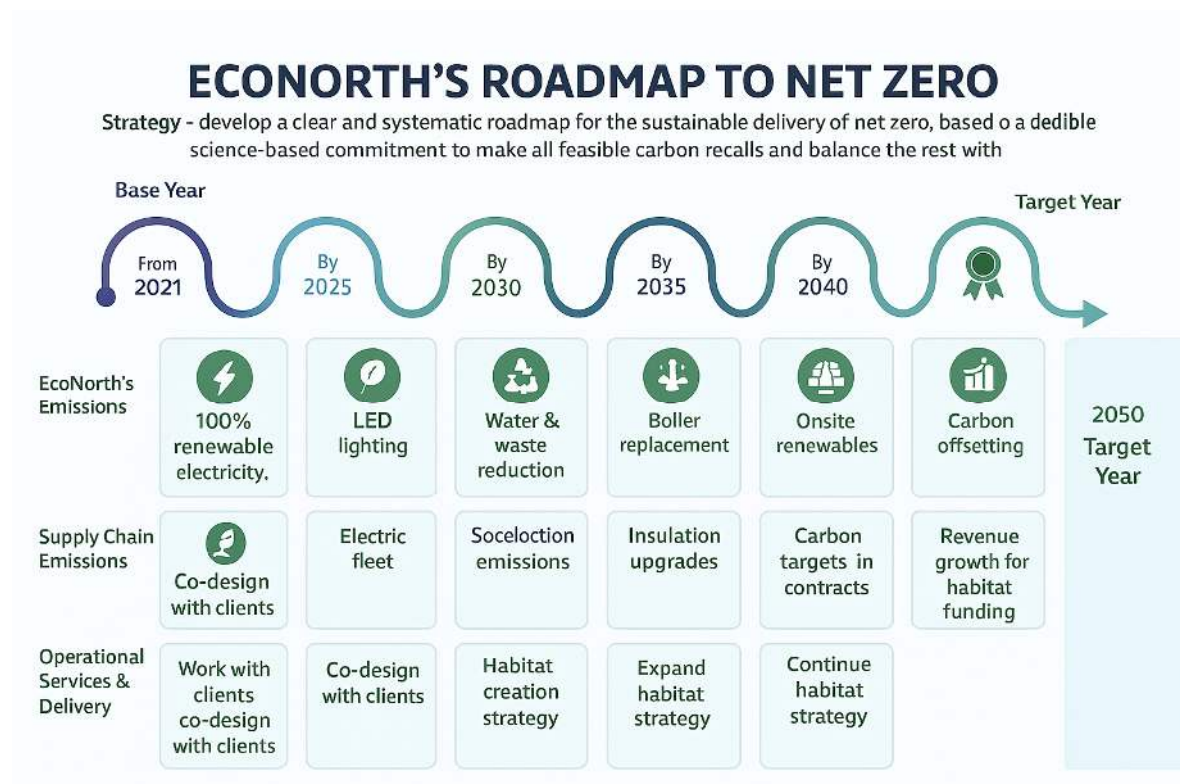 ECONORTH'S ROADMAP TO NET ZERO
Strategy - develop a clear and systematic roadmap for the sustainable delivery of net zero, based o a dedible
science-based commitment to make all feasible carbon recalls and balance the rest with
Base Year
Target Year
From
2021
By
2025
By
2030
By
2035
By
2040
EcoNorth's
Emissions
100%
renewable
electricity.
LED
lighting
Water &
waste
reduction
Boller
replacement
Onsite
renewables
Carbon
offsetting
2050
Target
Year
Supply Chain
Emissions
Co-design
with clients
Electric
fleet
Soceloction
emissions
Insulation
upgrades
Carbon
targets in
contracts
Revenue
growth for
habitat
funding
Operational
Services &
Delivery
Work with
clients
co-design
with clients
Co-design
with clients
Habitat
creation
strategy
Expand
habitat
strategy
Continue
habitat
strategy